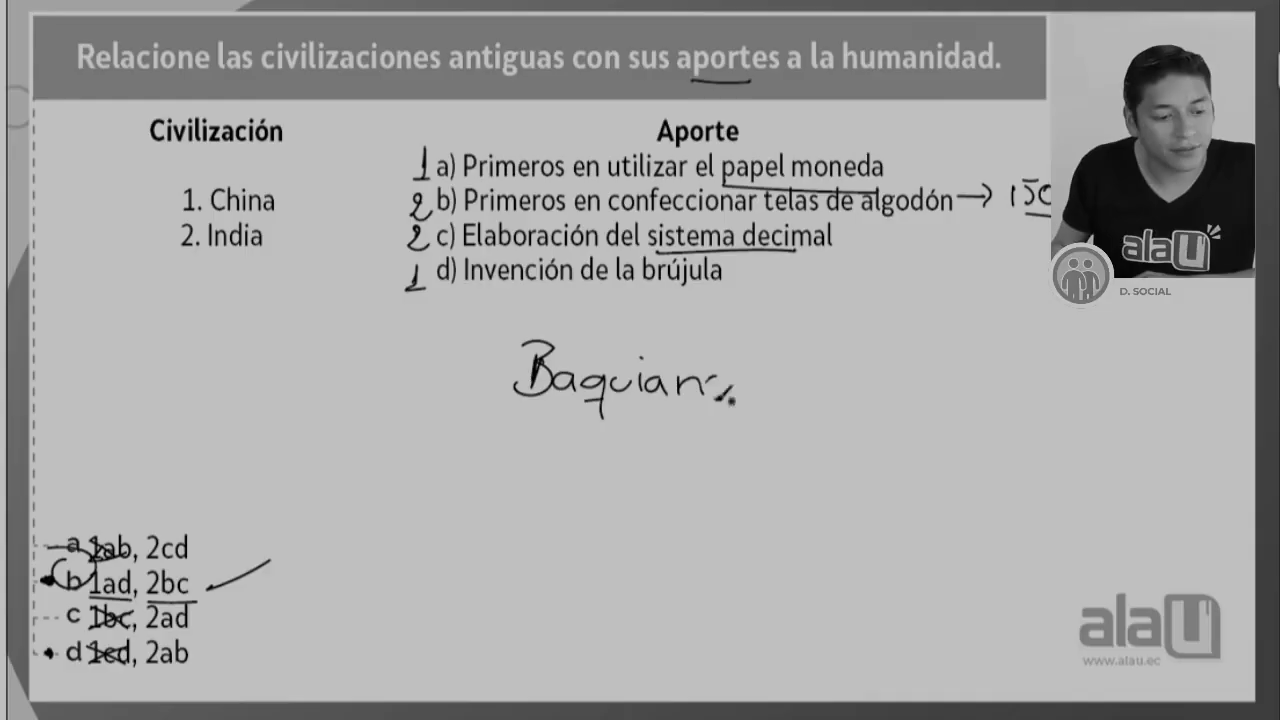 Relacione las civilizaciones antiguas con sus aportes a la humanidad.
Civilización
Aporte
1 a) Primeros en utilizar el papel moneda
1. China
2 b) Primeros en confeccionar telas de algodón →
2. India
2 c) Elaboración del sistema decimal
1 d) Invención de la brújula
alaU
D. SOCIAL
Baquian
a 1ab, 2cd
b 1ad, 2bc
c 1bc, 2ad
d 1cd, 2ab
alaU
www.alau.ec